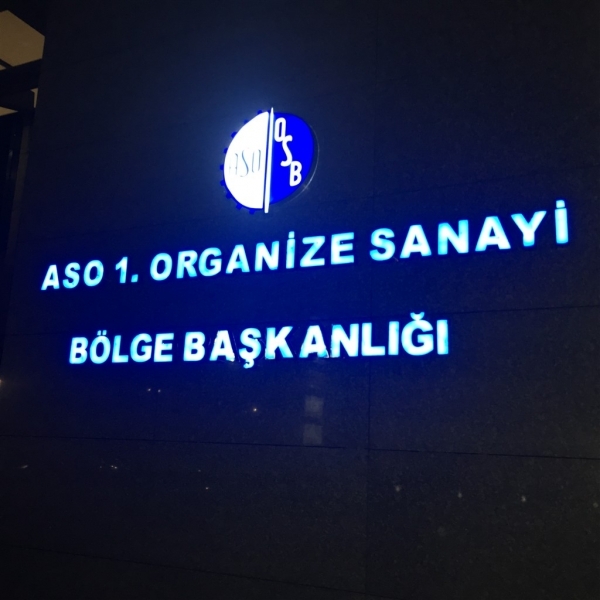 ASO
OSB
ASO 1. ORGANİZE SANAYİ
BÖLGE BAŞKANLIĞI